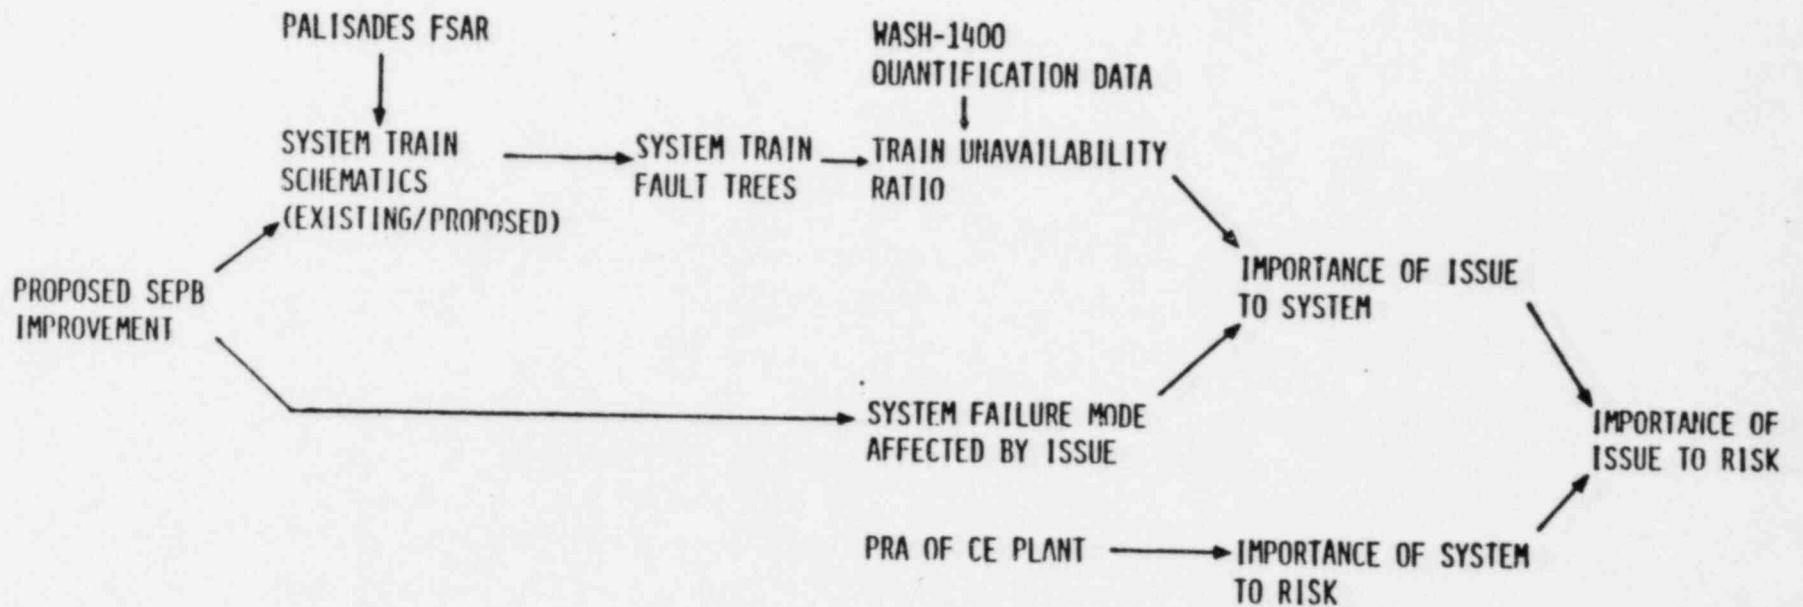 PALISADES FSAR
WASH-1400
QUANTIFICATION DATA
SYSTEM TRAIN
SCHEMATICS
(EXISTING/PROPOSED)
SYSTEM TRAIN
FAULT TREES
TRAIN UNAVAILABILITY
RATIO
PROPOSED SEPB
IMPROVEMENT
IMPORTANCE OF ISSUE
TO SYSTEM
SYSTEM FAILURE MODE
AFFECTED BY ISSUE
IMPORTANCE OF
ISSUE TO RISK
PRA OF CE PLANT
IMPORTANCE OF SYSTEM
TO RISK